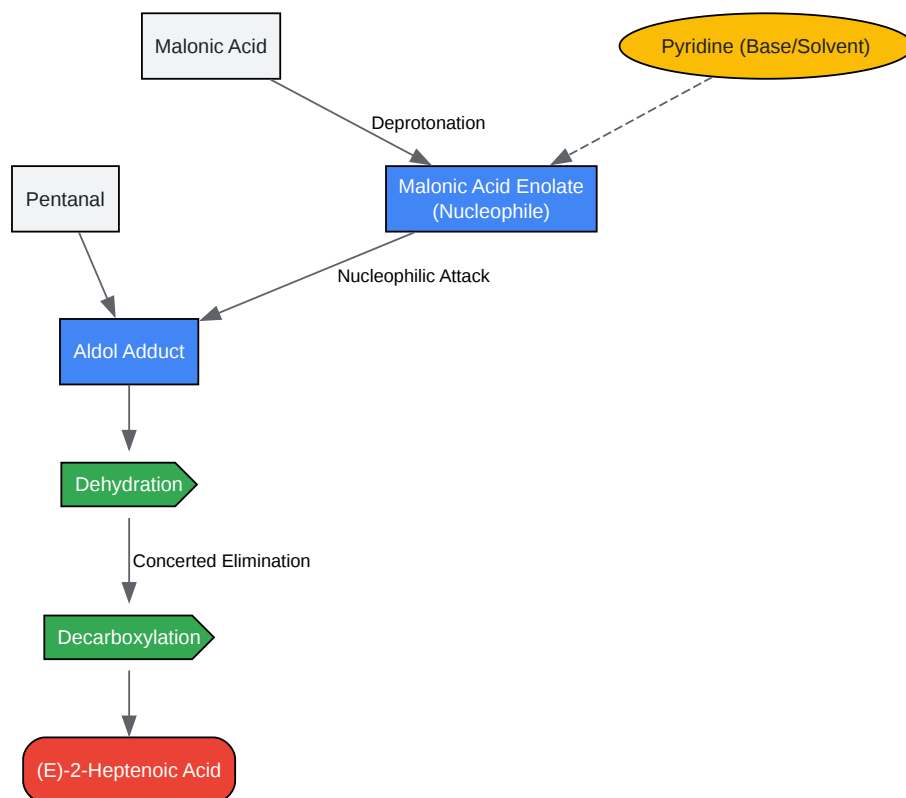 Malonic Acid
Pyridine (Base/Solvent)
Deprotonation
Pentanal
Malonic Acid Enolate
(Nucleophile)
Nucleophilic Attack
Aldol Adduct
Dehydration
Concerted Elimination
Decarboxylation
(E)-2-Heptenoic Acid